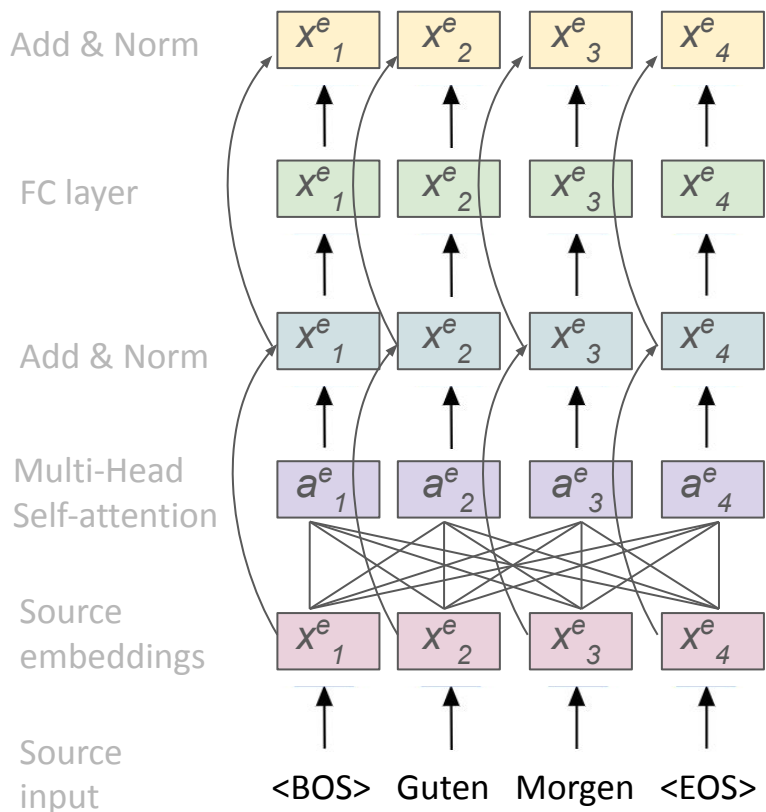 Add & Norm x^e_1 x^e_2 x^e_3 x^e_4
FC layer x^e_1 x^e_2 x^e_3 x^e_4
Add & Norm x^e_1 x^e_2 x^e_3 x^e_4
Multi-Head
Self-attention a^e_1 a^e_2 a^e_3 a^e_4
Source
embeddings x^e_1 x^e_2 x^e_3 x^e_4
Source
input <BOS> Guten Morgen <EOS>